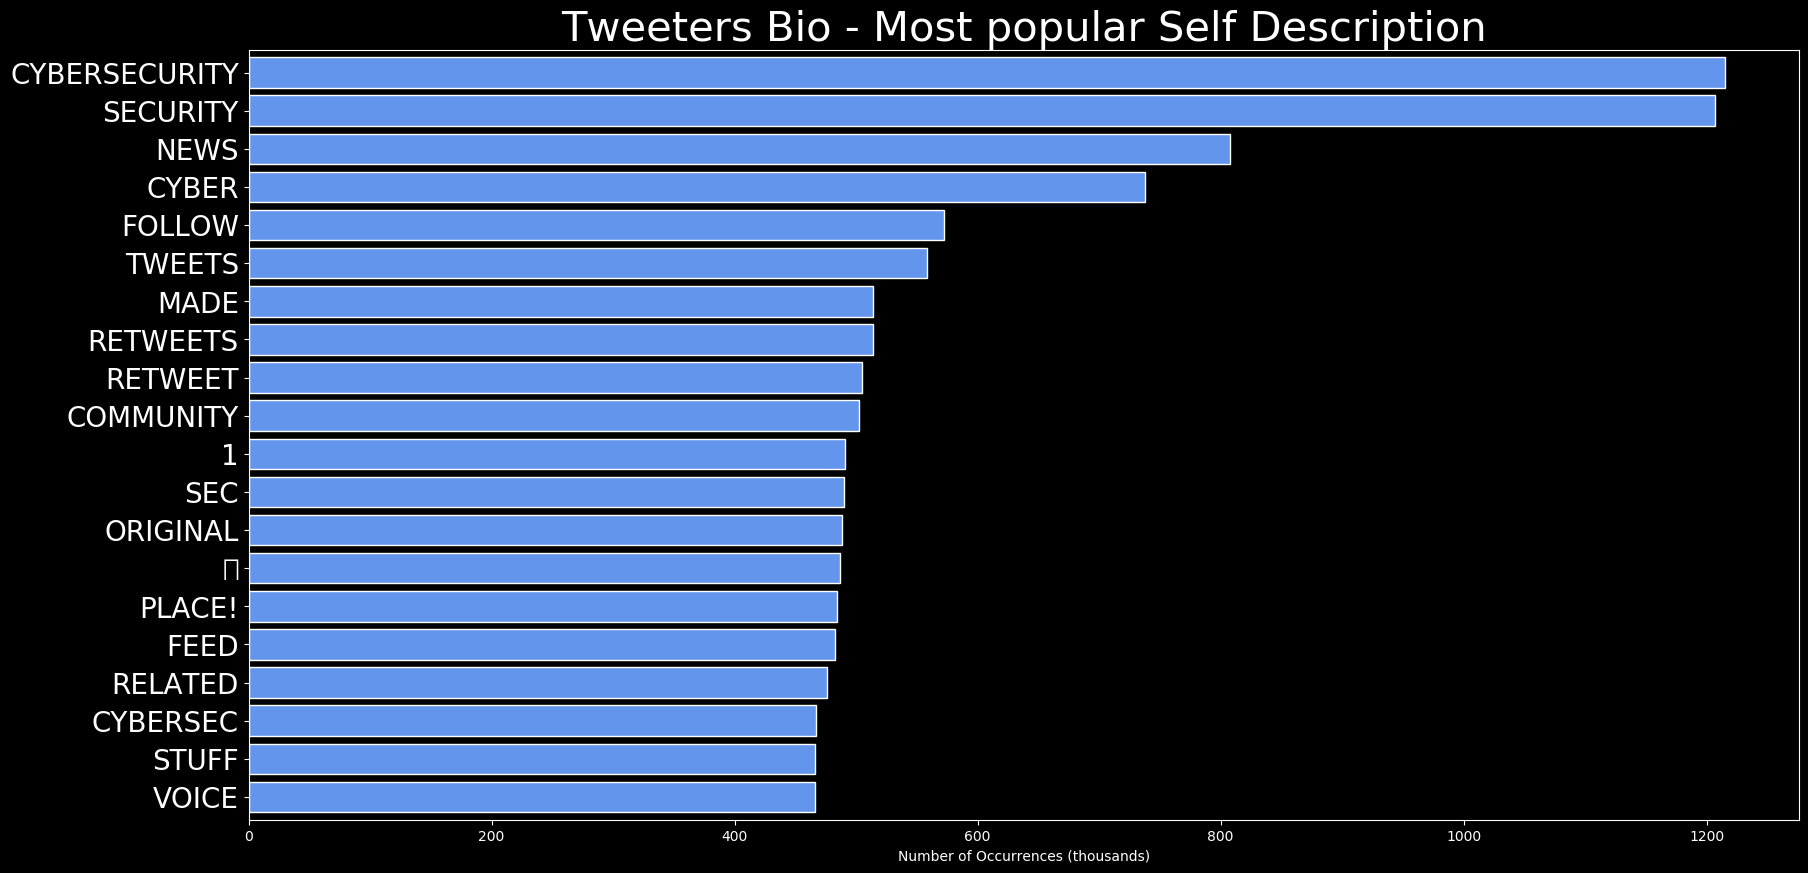 Tweeters Bio - Most popular Self Description
CYBERSECURITY
SECURITY
NEWS
CYBER
FOLLOW
TWEETS
MADE
RETWEETS
RETWEET
COMMUNITY
1
SEC
ORIGINAL
PLACE!
FEED
RELATED
CYBERSEC
STUFF
VOICE
0 200 400 600 800 1000 1200
Number of Occurrences (thousands)